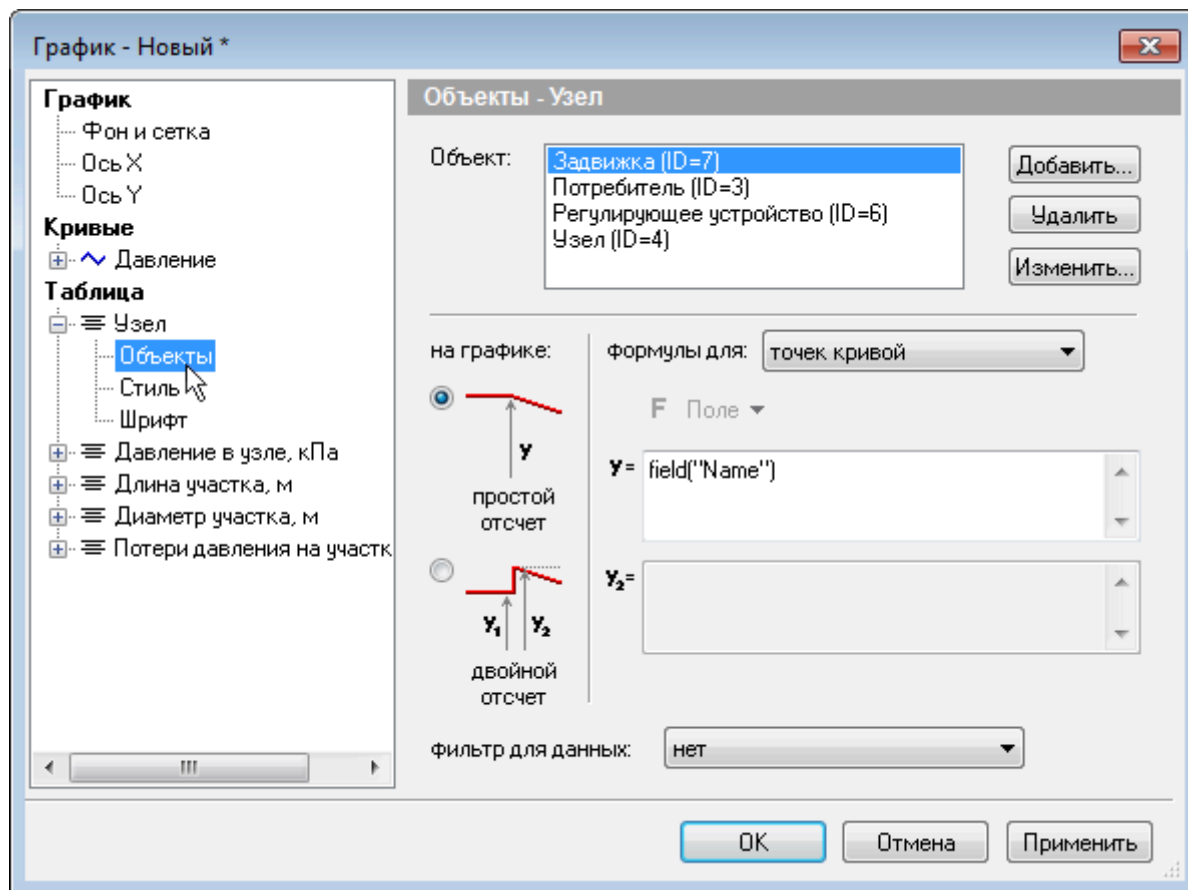 График - Новый *
График
Фон и сетка
Ось X
Ось Y
Кривые
Давление
Таблица
Узел
Объекты
Стиль
Шрифт
Давление в узле, кПа
Длина участка, м
Диаметр участка, м
Потери давления на участк
Объекты - Узел
Объект:
Задвижка (ID=7)
Потребитель (ID=3)
Регулирующее устройство (ID=6)
Узел (ID=4)
Добавить...
Удалить
Изменить...
на графике:
y
простой
отсчет
y₁ y₂
двойной
отсчет
формулы для: точек кривой
F Поле
y= field("Name")
y₂=
Фильтр для данных: нет
OK Отмена Применить